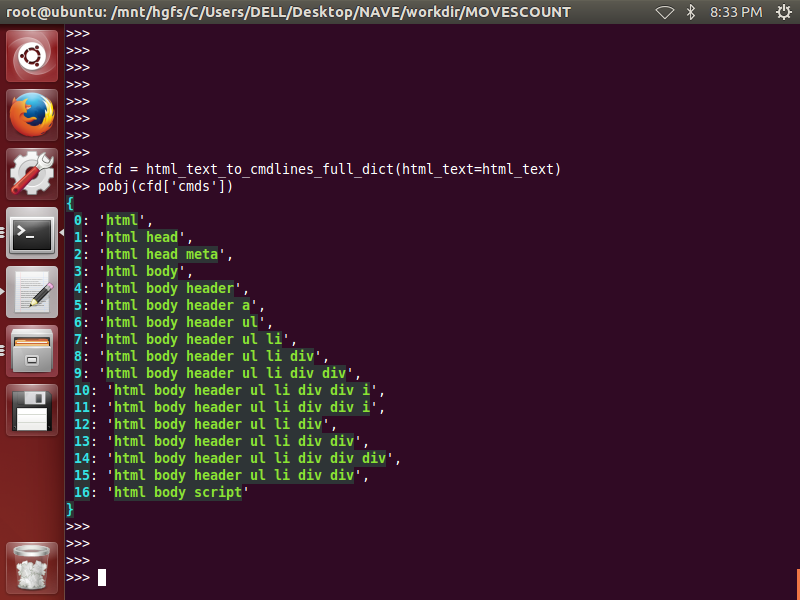 root@ubuntu: /mnt/hgfs/C/Users/DELL/Desktop/NAVE/workdir/MOVESCOUNT 8:33 PM
>>>
>>>
>>>
>>>
>>>
>>>
>>>
>>>
>>> cfd = html_text_to_cmdlines_full_dict(html_text=html_text)
>>> pobj(cfd['cmds'])
{
0: 'html',
1: 'html head',
2: 'html head meta',
3: 'html body',
4: 'html body header',
5: 'html body header a',
6: 'html body header ul',
7: 'html body header ul li',
8: 'html body header ul li div',
9: 'html body header ul li div div',
10: 'html body header ul li div div i',
11: 'html body header ul li div div i',
12: 'html body header ul li div',
13: 'html body header ul li div div',
14: 'html body header ul li div div div',
15: 'html body header ul li div div',
16: 'html body script'
}
>>>
>>>
>>>
>>>